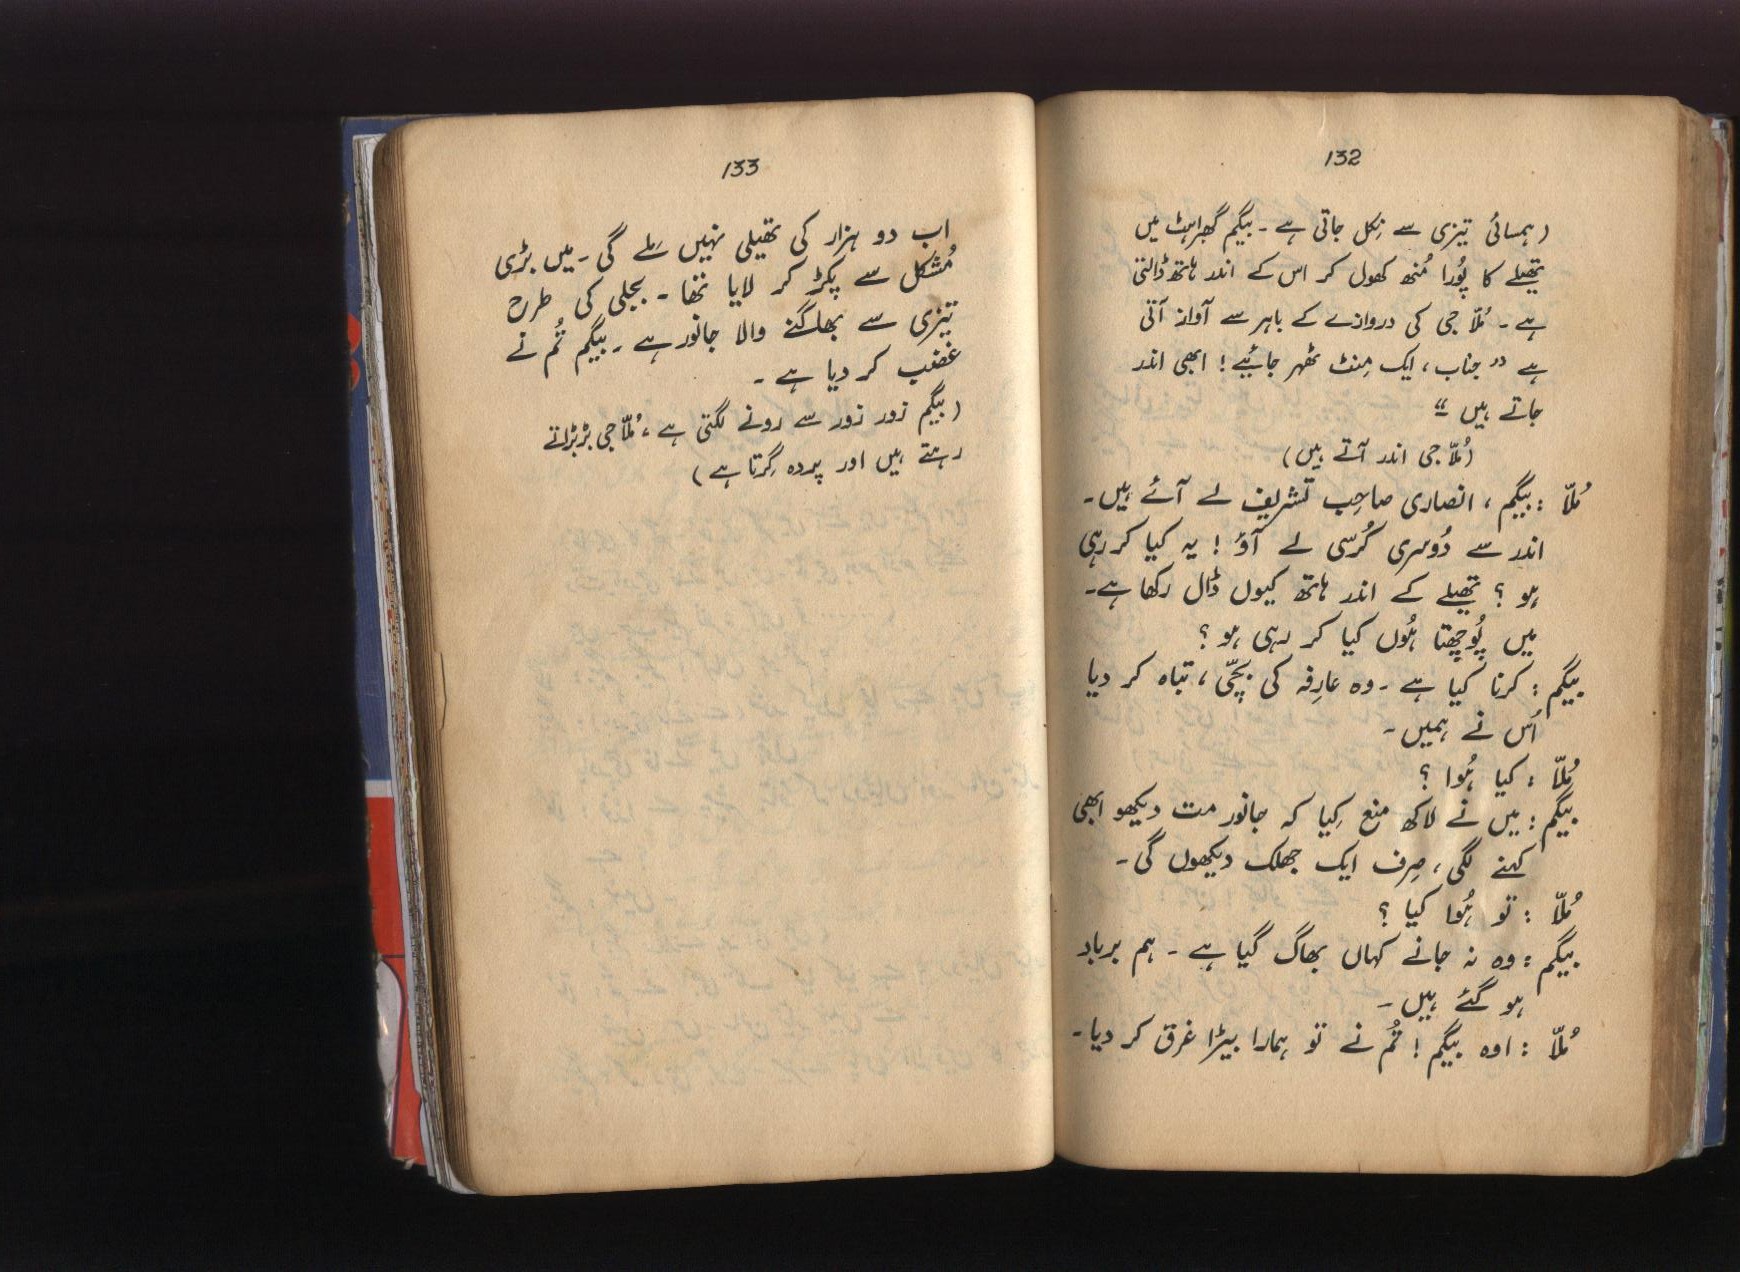 132
(ہمسائی تیزی سے نِکل جاتی ہے ۔ بیگم گھبراہٹ میں
تھیلے کا پُورا مُنھ کھول کر اس کے اندر ہاتھ ڈالتی
ہے ۔ مُلّا جی کی دروازے کے باہر سے آواز آتی
ہے ” جناب ، ایک مِنٹ ٹھہر جائیے ! ابھی اندر
جاتے ہیں “
(مُلّا جی اندر آتے ہیں)
مُلّا : بیگم ، انصاری صاحِب تشریف لے آئے ہیں ۔
اندر سے دُوسری کُرسی لے آؤ ! یہ کیا کر رہی
ہو ؟ تھیلے کے اندر ہاتھ کیوں ڈال رکھا ہے ۔
میں پُوچھتا ہُوں کیا کر رہی ہو ؟
بیگم : کرنا کیا ہے ۔ وہ عارِفہ کی بچّی ، تباہ کر دیا
اُس نے ہمیں ۔
مُلّا : کیا ہُوا ؟
بیگم : میں نے لاکھ منع کِیا کہ جانور مت دیکھو ابھی
کہنے لگی ، صِرف ایک جھلک دیکھوں گی ۔
مُلّا : تو ہُوا کیا ؟
بیگم : وہ نہ جانے کہاں بھاگ گیا ہے ۔ ہم برباد
ہو گئے ہیں ۔
مُلّا : اوہ بیگم ! تُم نے تو ہمارا بیڑا غرق کر دیا ۔
133
اب دو ہزار کی تھیلی نہیں مِلے گی ۔ میں بڑی
مُشکل سے پکڑ کر لایا تھا ۔ بجلی کی طرح
تیزی سے بھاگنے والا جانور ہے ۔ بیگم تُم نے
غضب کر دیا ہے ۔
(بیگم زور زور سے رونے لگتی ہے ، مُلّا جی بڑبڑاتے
رہتے ہیں اور پردہ گِرتا ہے)